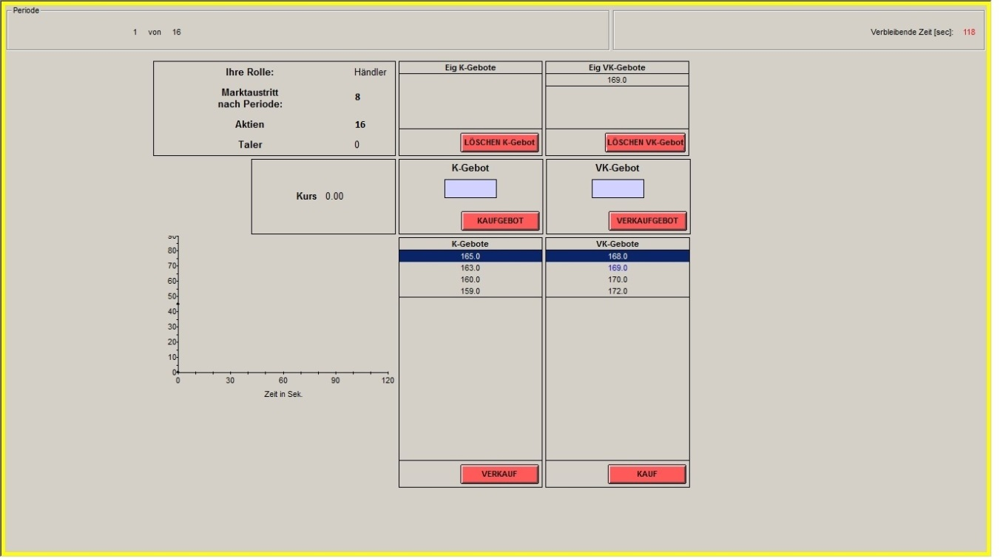 Periode
1 von 16
Verbleibende Zeit [sec]: 118
Ihre Rolle: Händler
Marktaustritt
nach Periode: 8
Aktien 16
Taler 0
Eig K-Gebote
LÖSCHEN K-Gebot
Eig VK-Gebote
169.0
LÖSCHEN VK-Gebot
Kurs 0.00
K-Gebot
KAUFGEBOT
VK-Gebot
VERKAUFGEBOT
90
80
70
60
50
40
30
20
10
0
0 30 60 90 120
Zeit in Sek.
K-Gebote
165.0
163.0
160.0
159.0
VERKAUF
VK-Gebote
168.0
169.0
170.0
172.0
KAUF